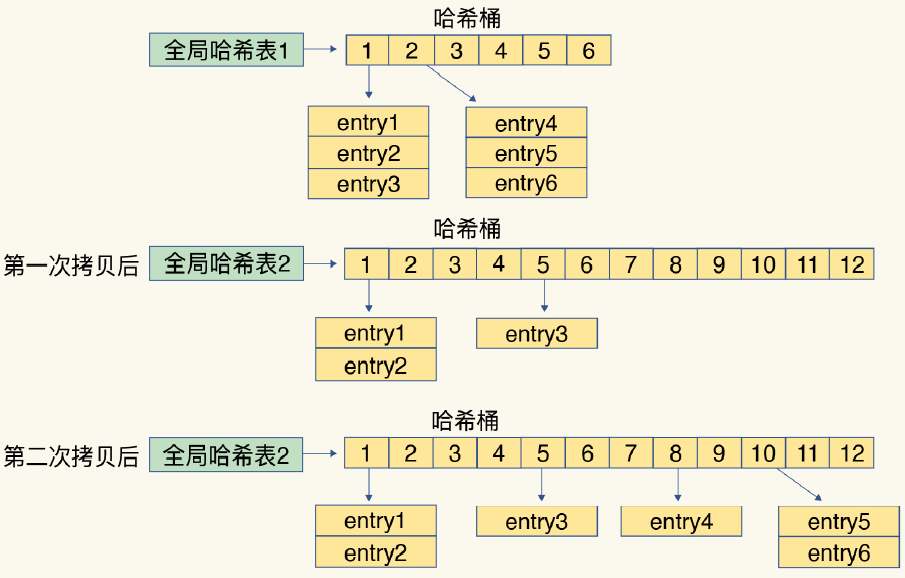 哈希桶
全局哈希表1
1 2 3 4 5 6
entry1
entry2
entry3
entry4
entry5
entry6
哈希桶
第一次拷贝后
全局哈希表2
1 2 3 4 5 6 7 8 9 10 11 12
entry1
entry2
entry3
哈希桶
第二次拷贝后
全局哈希表2
1 2 3 4 5 6 7 8 9 10 11 12
entry1
entry2
entry3
entry4
entry5
entry6